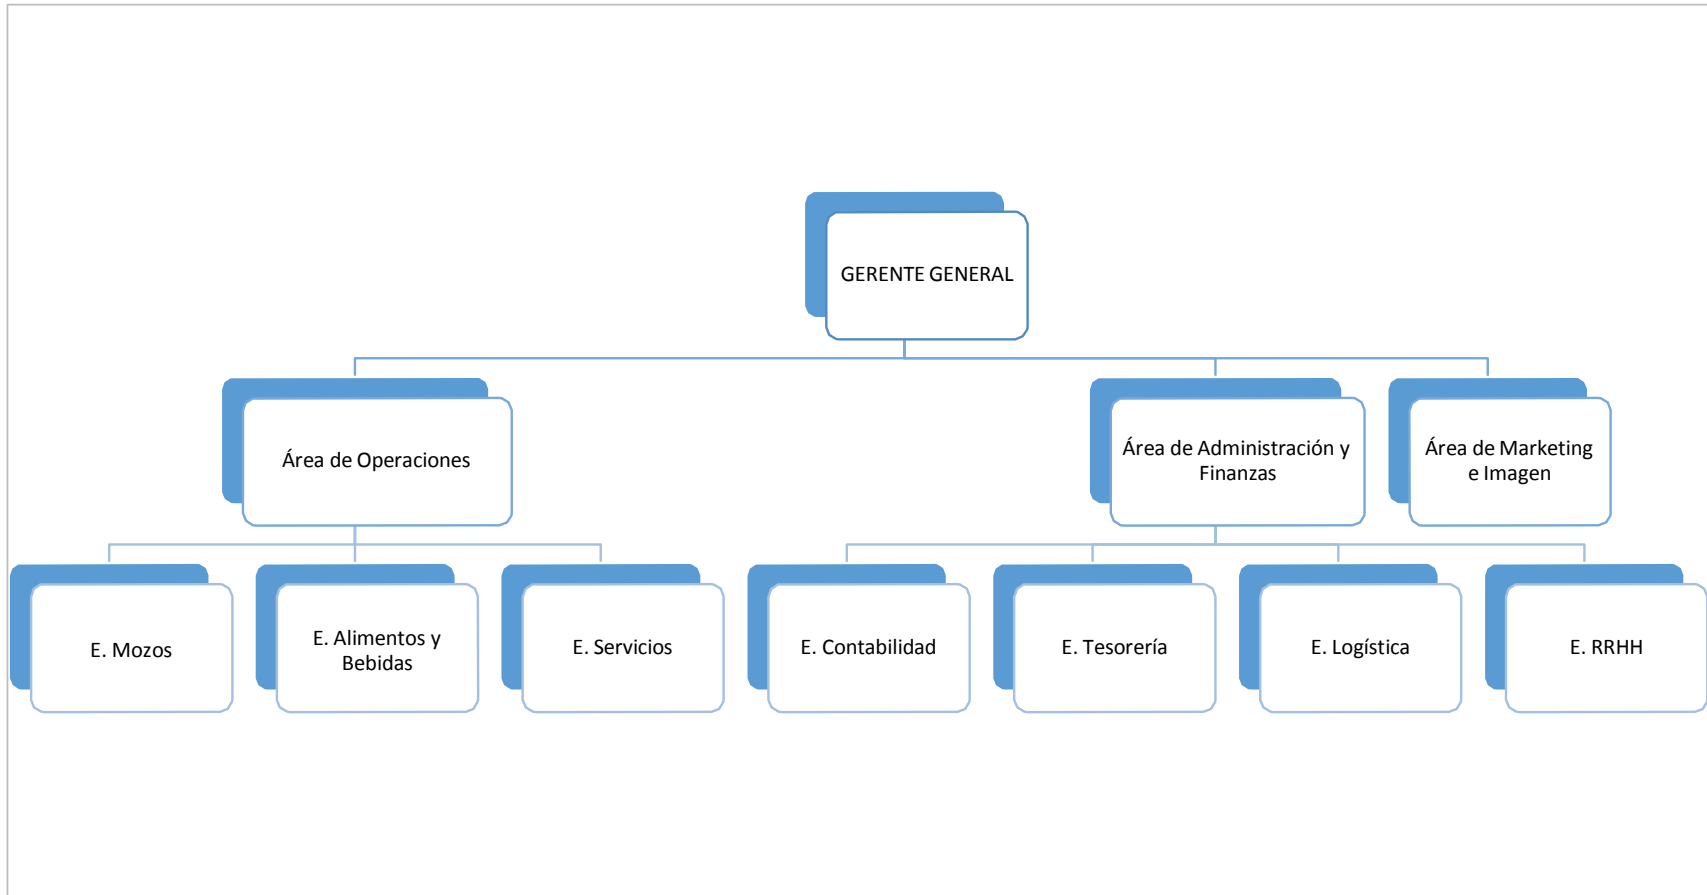 GERENTE GENERAL
Área de Operaciones
Área de Administración y
Finanzas
Área de Marketing
e Imagen
E. Mozos
E. Alimentos y
Bebidas
E. Servicios
E. Contabilidad
E. Tesorería
E. Logística
E. RRHH